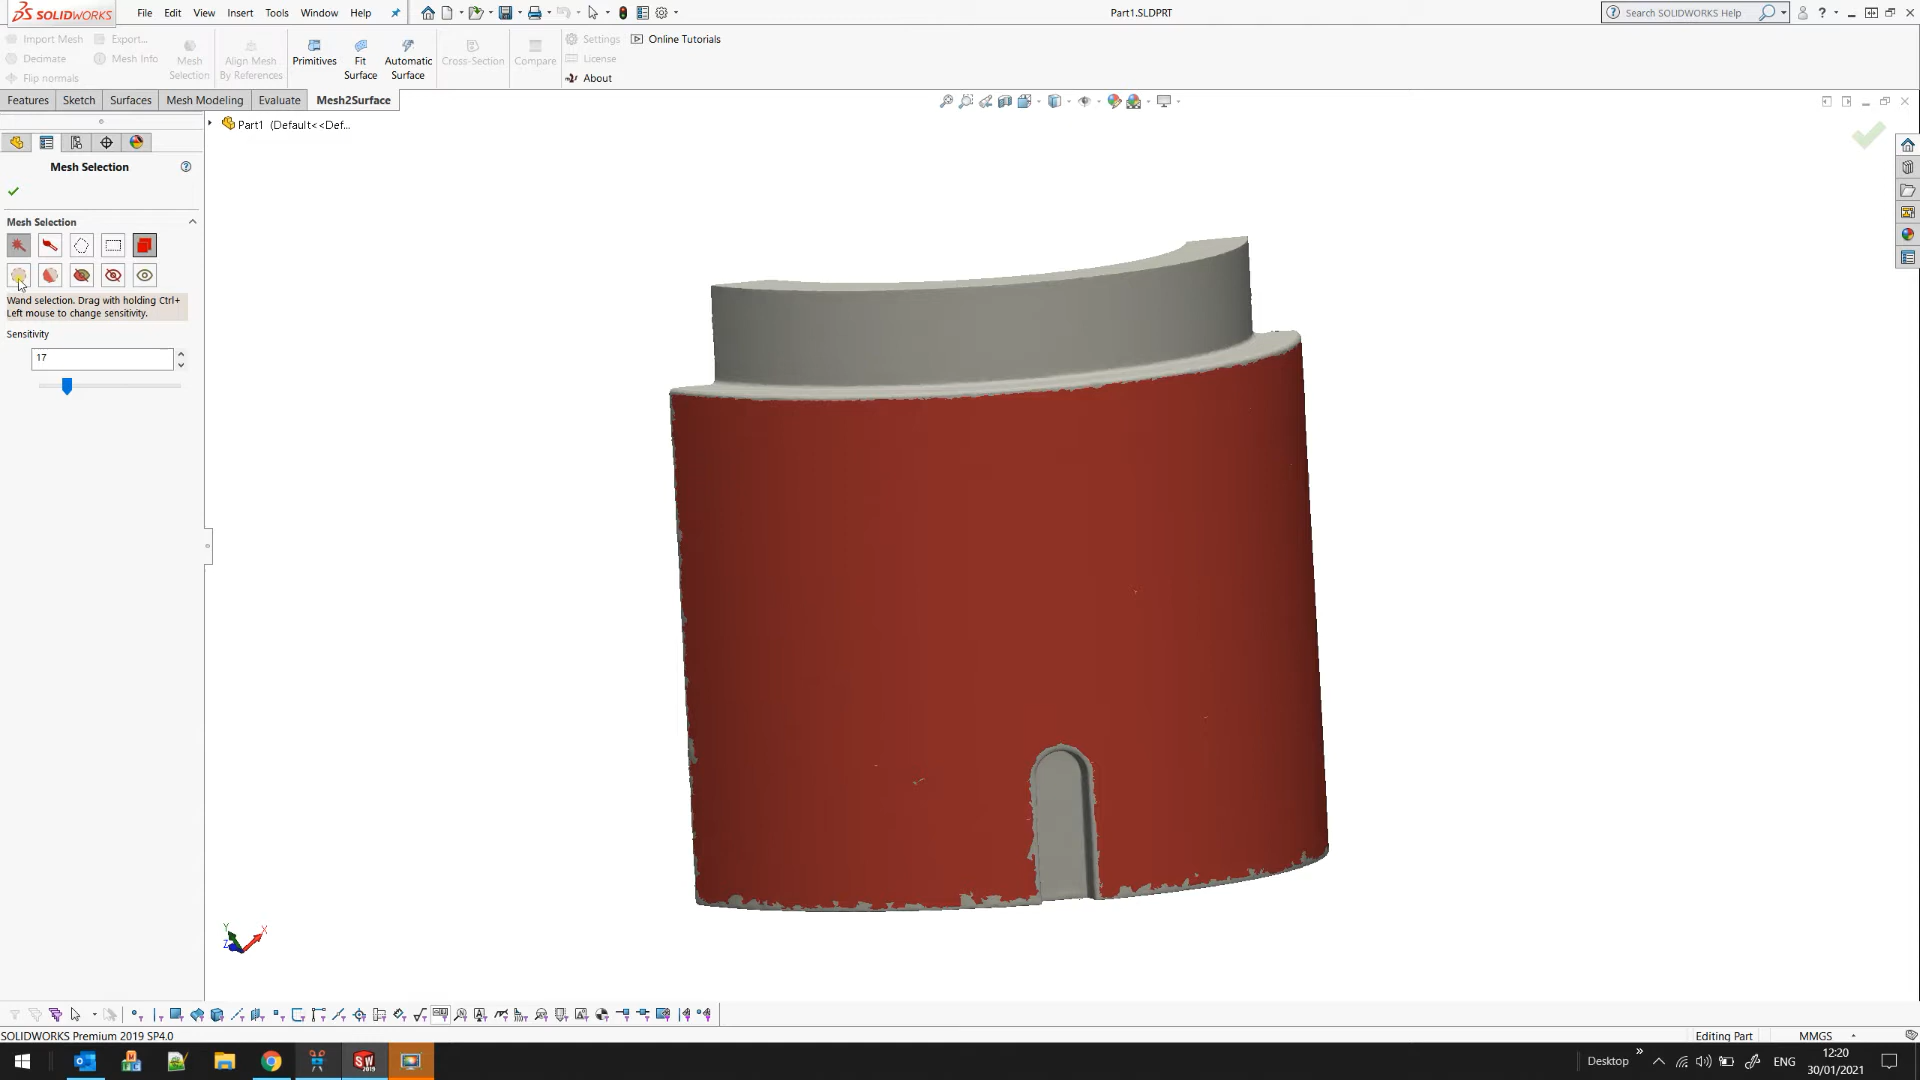 SOLIDWORKS File Edit View Insert Tools Window Help Part1.SLDPRT Search SOLIDWORKS Help
Import Mesh Export... Settings Online Tutorials
Decimate Mesh Info Mesh Selection Align Mesh By References Primitives Fit Surface Automatic Surface Cross-Section Compare License
Flip normals About
Features Sketch Surfaces Mesh Modeling Evaluate Mesh2Surface
Part1 (Default<<Def...
Mesh Selection
Mesh Selection
Wand selection. Drag with holding Ctrl+
Left mouse to change sensitivity.
Sensitivity
17
Y
X
Z
SOLIDWORKS Premium 2019 SP4.0 Editing Part MMGS
Desktop ENG 12:20
30/01/2021